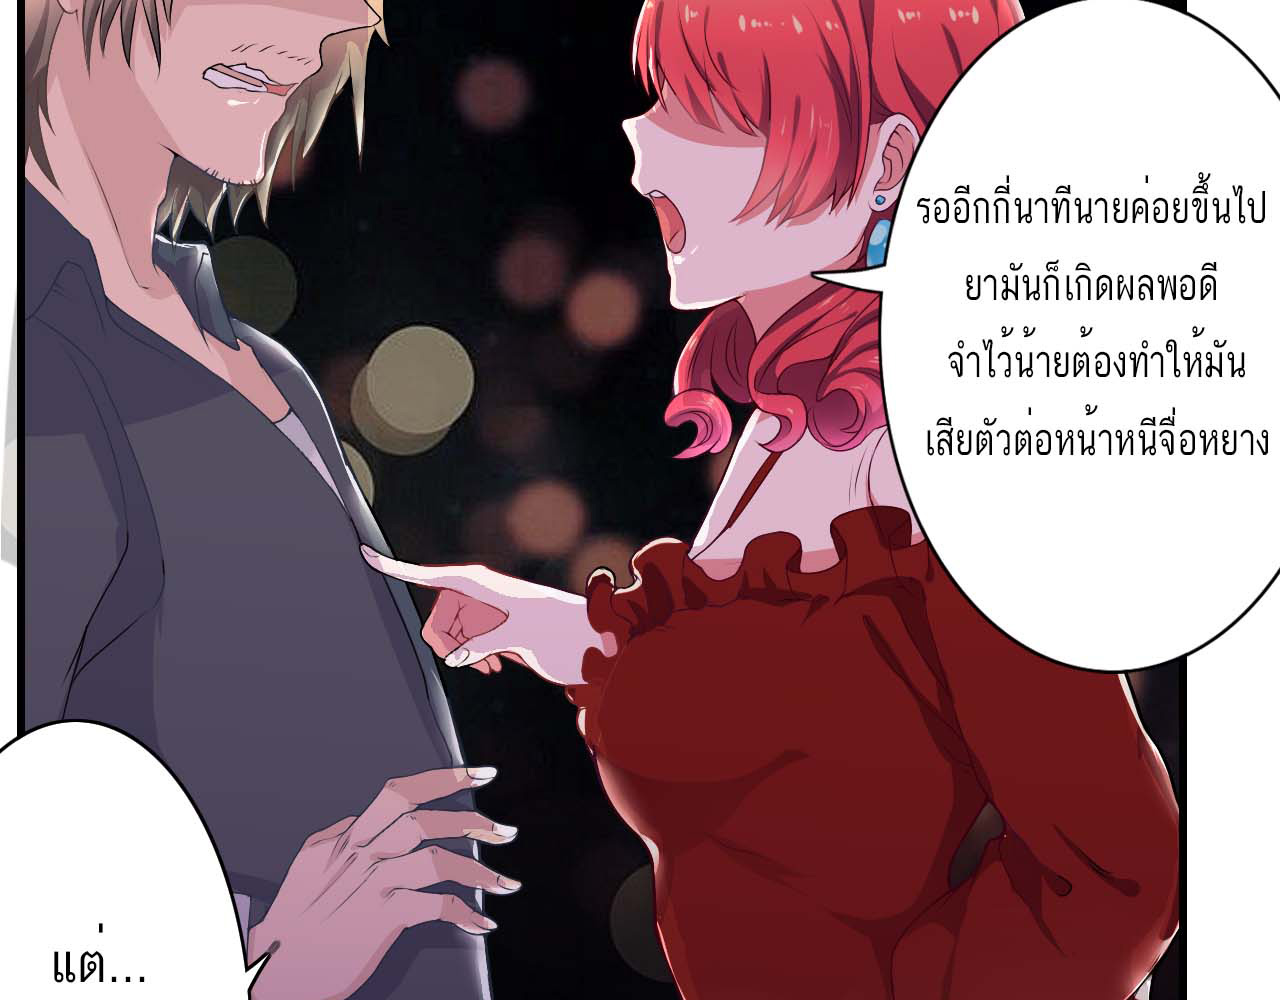 รออีกกี่นาทีนายค่อยขึ้นไป
ยามันก็เกิดผลพอดี
จำไว้น้ายต้องทำให้มัน
เสียตัวต่อหน้าหนีจื่อหยาง
แต่...